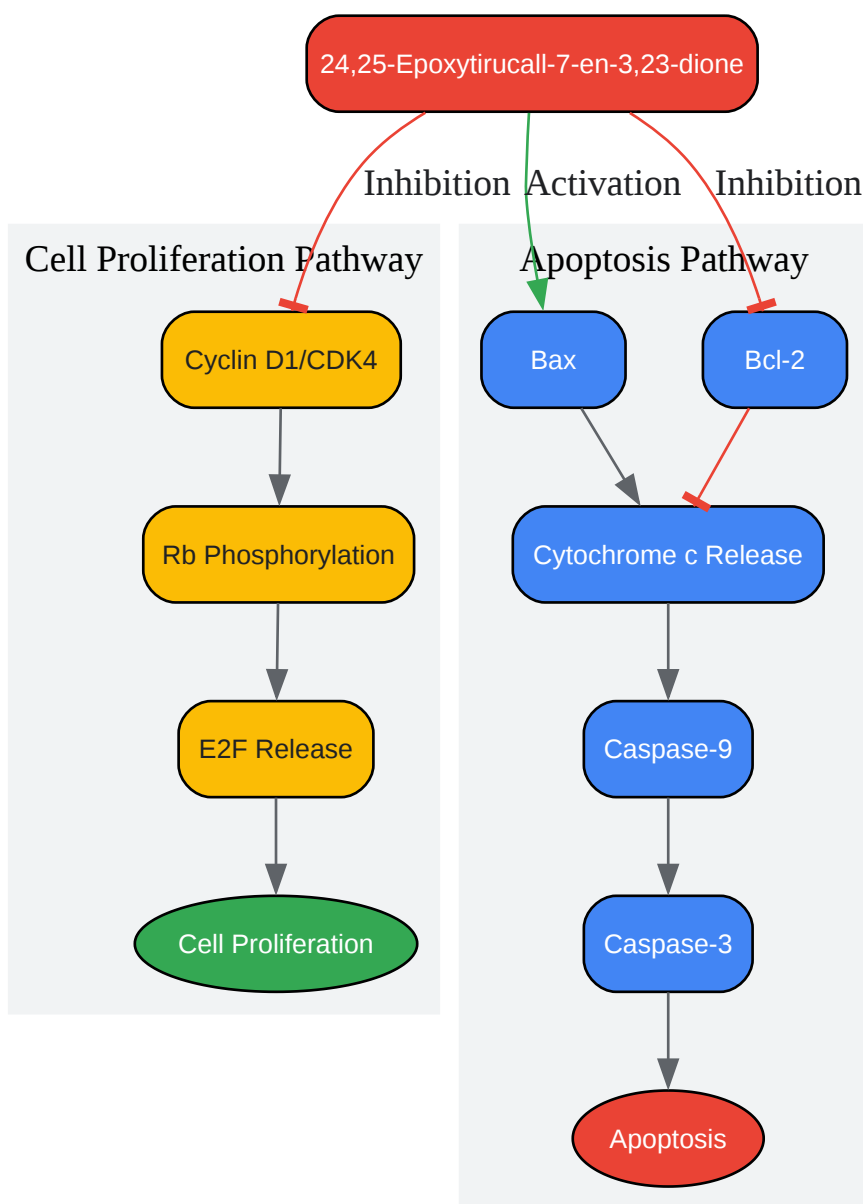 24,25-Epoxytirucall-7-en-3,23-dione
Inhibition
Activation
Inhibition
Cell Proliferation Pathway
Cyclin D1/CDK4
Rb Phosphorylation
E2F Release
Cell Proliferation
Apoptosis Pathway
Bax
Bcl-2
Cytochrome c Release
Caspase-9
Caspase-3
Apoptosis